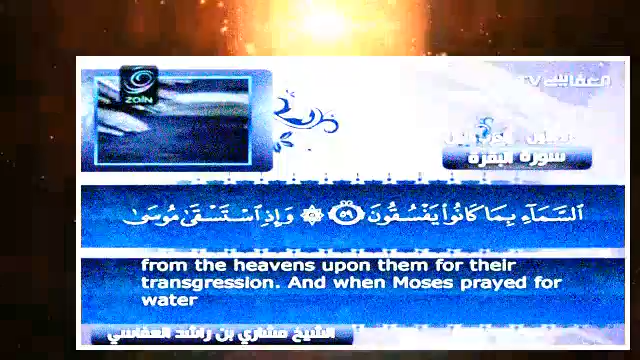 ZAIN
العفاسي TV
سورة البقرة
ٱلسَّمَآءِ بِمَا كَانُوا۟ يَفْسُقُونَ ۝٥٩ ۞ وَإِذِ ٱسْتَسْقَىٰ مُوسَىٰ
from the heavens upon them for their
transgression. And when Moses prayed for
water
الشيخ مشاري بن راشد العفاسي